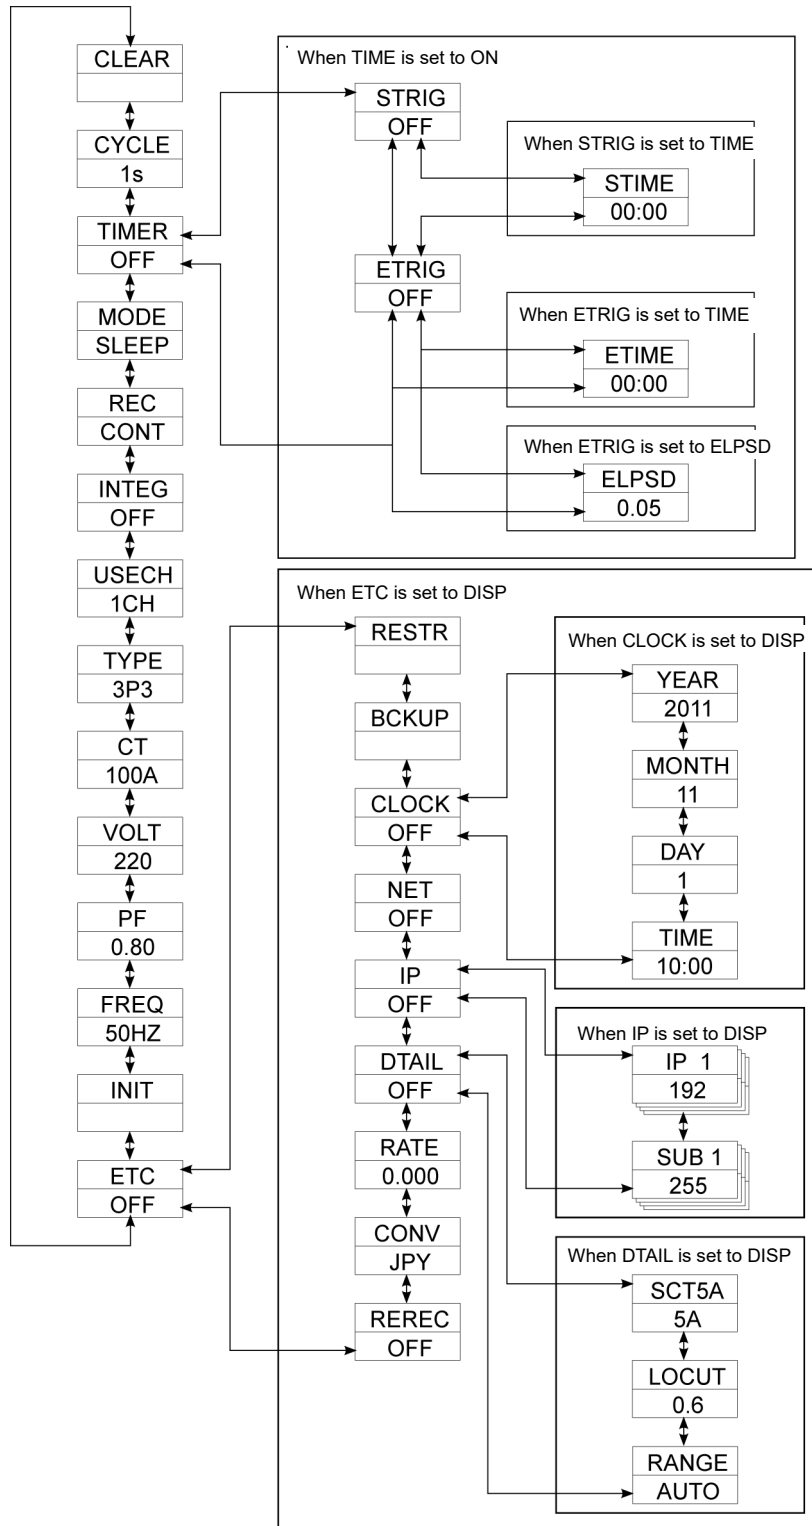 CLEAR
CYCLE
1s
TIMER
OFF
MODE
SLEEP
REC
CONT
INTEG
OFF
USECH
1CH
TYPE
3P3
CT
100A
VOLT
220
PF
0.80
FREQ
50HZ
INIT
ETC
OFF
When TIME is set to ON
STRIG
OFF
ETRIG
OFF
When STRIG is set to TIME
STIME
00:00
When ETRIG is set to TIME
ETIME
00:00
When ETRIG is set to ELPSD
ELPSD
0.05
When ETC is set to DISP
RESTR
BCKUP
CLOCK
OFF
NET
OFF
IP
OFF
DTAIL
OFF
RATE
0.000
CONV
JPY
REREC
OFF
When CLOCK is set to DISP
YEAR
2011
MONTH
11
DAY
1
TIME
10:00
When IP is set to DISP
IP 1
192
SUB 1
255
When DTAIL is set to DISP
SCT5A
5A
LOCUT
0.6
RANGE
AUTO